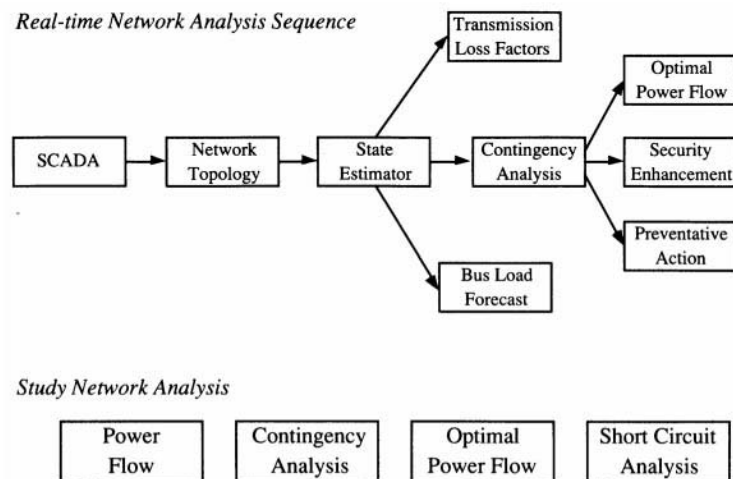 Real-time Network Analysis Sequence
Transmission
Loss Factors
Optimal
Power Flow
SCADA
Network
Topology
State
Estimator
Contingency
Analysis
Security
Enhancement
Preventative
Action
Bus Load
Forecast
Study Network Analysis
Power
Flow
Contingency
Analysis
Optimal
Power Flow
Short Circuit
Analysis